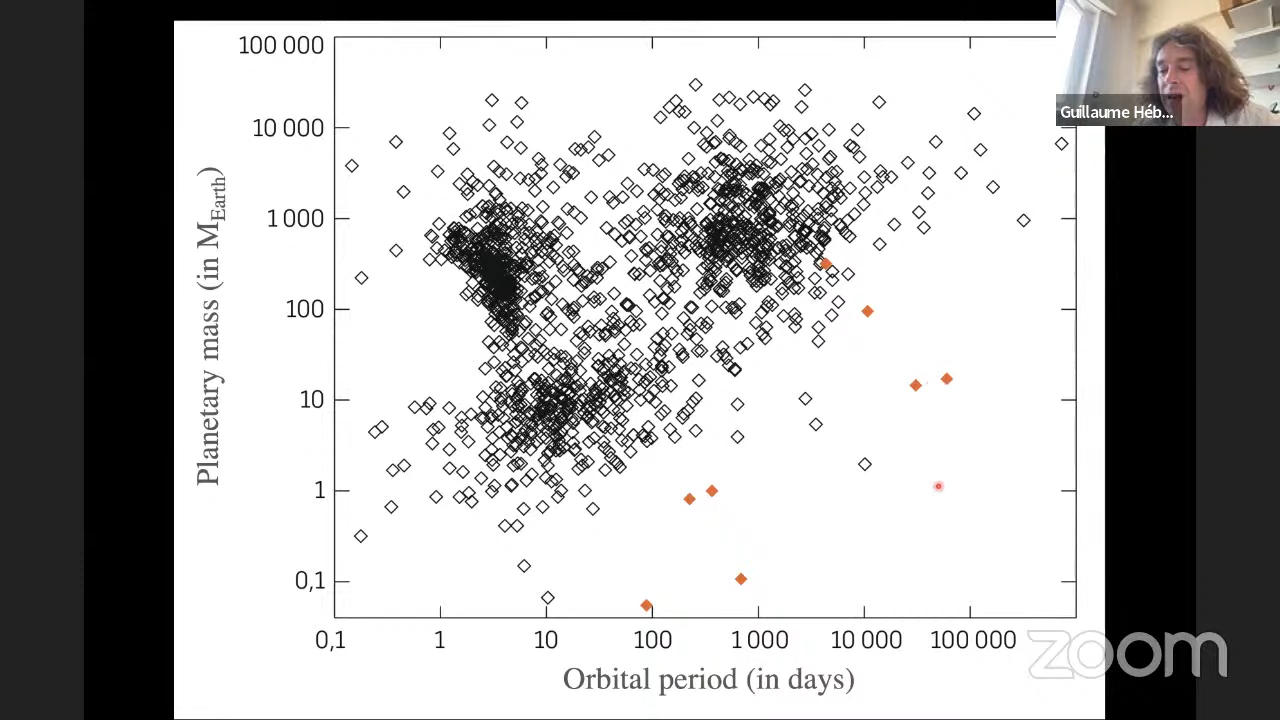 100 000
10 000
1 000
100
10
1
0,1
Planetary mass (in M_Earth)
0,1 1 10 100 1 000 10 000 100 000
Orbital period (in days)
Guillaume Héb...
zoom